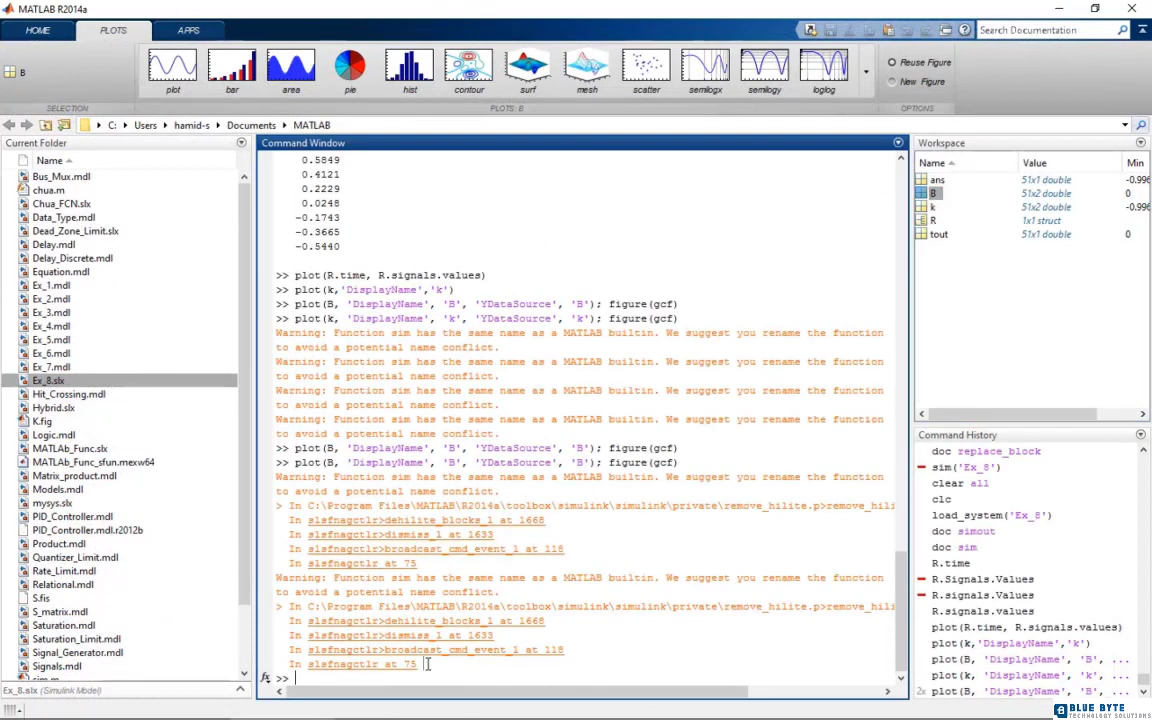 MATLAB R2014a
HOME
PLOTS
APPS
Search Documentation
B
plot
bar
area
pie
hist
contour
surf
mesh
scatter
semilogx
semilogy
loglog
Reuse Figure
New Figure
SELECTION
PLOTS: B
OPTIONS
C: Users hamid-s Documents MATLAB
Current Folder
Name
Bus_Mux.mdl
chua.m
Chua_FCN.slx
Data_Type.mdl
Dead_Zone_Limit.slx
Delay.mdl
Delay_Discrete.mdl
Equation.mdl
Ex_1.mdl
Ex_2.mdl
Ex_3.mdl
Ex_4.mdl
Ex_5.mdl
Ex_6.mdl
Ex_7.mdl
Ex_8.slx
Hit_Crossing.mdl
Hybrid.slx
K.fig
Logic.mdl
MATLAb_Func.slx
MATLAb_Func_sfun.mexw64
Matrix_product.mdl
Models.mdl
mysys.mdl
PID_Controller.mdl
PID_Controller.mdl.r2012b
Product.mdl
Quantizer_Limit.mdl
Rate_Limit.mdl
Relational.mdl
S.fis
S_matrix.mdl
Saturation.mdl
Saturation_Limit.mdl
Signal_Generator.mdl
Signals.mdl
sim.m
Ex_8.slx (Simulink Model)
Command Window
0.5849
0.4121
0.2229
0.0248
-0.1743
-0.3665
-0.5440
>> plot(R.time, R.signals.values)
>> plot(k,'DisplayName','k')
>> plot(B, 'DisplayName', 'B', 'YDataSource', 'B'); figure(gcf)
>> plot(k, 'DisplayName', 'k', 'YDataSource', 'k'); figure(gcf)
Warning: Function sim has the same name as a MATLAB builtin. We suggest you rename the function
to avoid a potential name conflict.
Warning: Function sim has the same name as a MATLAB builtin. We suggest you rename the function
to avoid a potential name conflict.
Warning: Function sim has the same name as a MATLAB builtin. We suggest you rename the function
to avoid a potential name conflict.
Warning: Function sim has the same name as a MATLAB builtin. We suggest you rename the function
to avoid a potential name conflict.
>> plot(B, 'DisplayName', 'B', 'YDataSource', 'B'); figure(gcf)
>> plot(B, 'DisplayName', 'B', 'YDataSource', 'B'); figure(gcf)
Warning: Function sim has the same name as a MATLAB builtin. We suggest you rename the function
to avoid a potential name conflict.
> In C:\Program Files\MATLAB\R2014a\toolbox\simulink\simulink\private\remove_hilite.p>remove_hili
In slsfnagctlr>dehilite_blocks_l at 1668
In slsfnagctlr>dismiss_l at 1633
In slsfnagctlr>broadcast_cmd_event_l at 118
In slsfnagctlr at 75
Warning: Function sim has the same name as a MATLAB builtin. We suggest you rename the function
to avoid a potential name conflict.
> In C:\Program Files\MATLAB\R2014a\toolbox\simulink\simulink\private\remove_hilite.p>remove_hili
In slsfnagctlr>dehilite_blocks_l at 1668
In slsfnagctlr>dismiss_l at 1633
In slsfnagctlr>broadcast_cmd_event_l at 118
In slsfnagctlr at 75
fx >>
Workspace
Name Value Min
ans 51x1 double -0.996
B 51x2 double 0
k 51x2 double -0.996
R 1x1 struct
tout 51x1 double 0
Command History
doc replace_block
sim('Ex_8')
clear all
clc
load_system('Ex_8')
doc simout
doc sim
R.time
R.Signals.Values
R.signals.Values
R.signals.values
plot(R.time, R.signals.values)
plot(k,'DisplayName','k')
plot(B, 'DisplayName', 'B', ...
plot(k, 'DisplayName', 'k', ...
2x plot(B, 'DisplayName', 'B', ...
BLUE BYTE
TECHNOLOGY SOLUTIONS